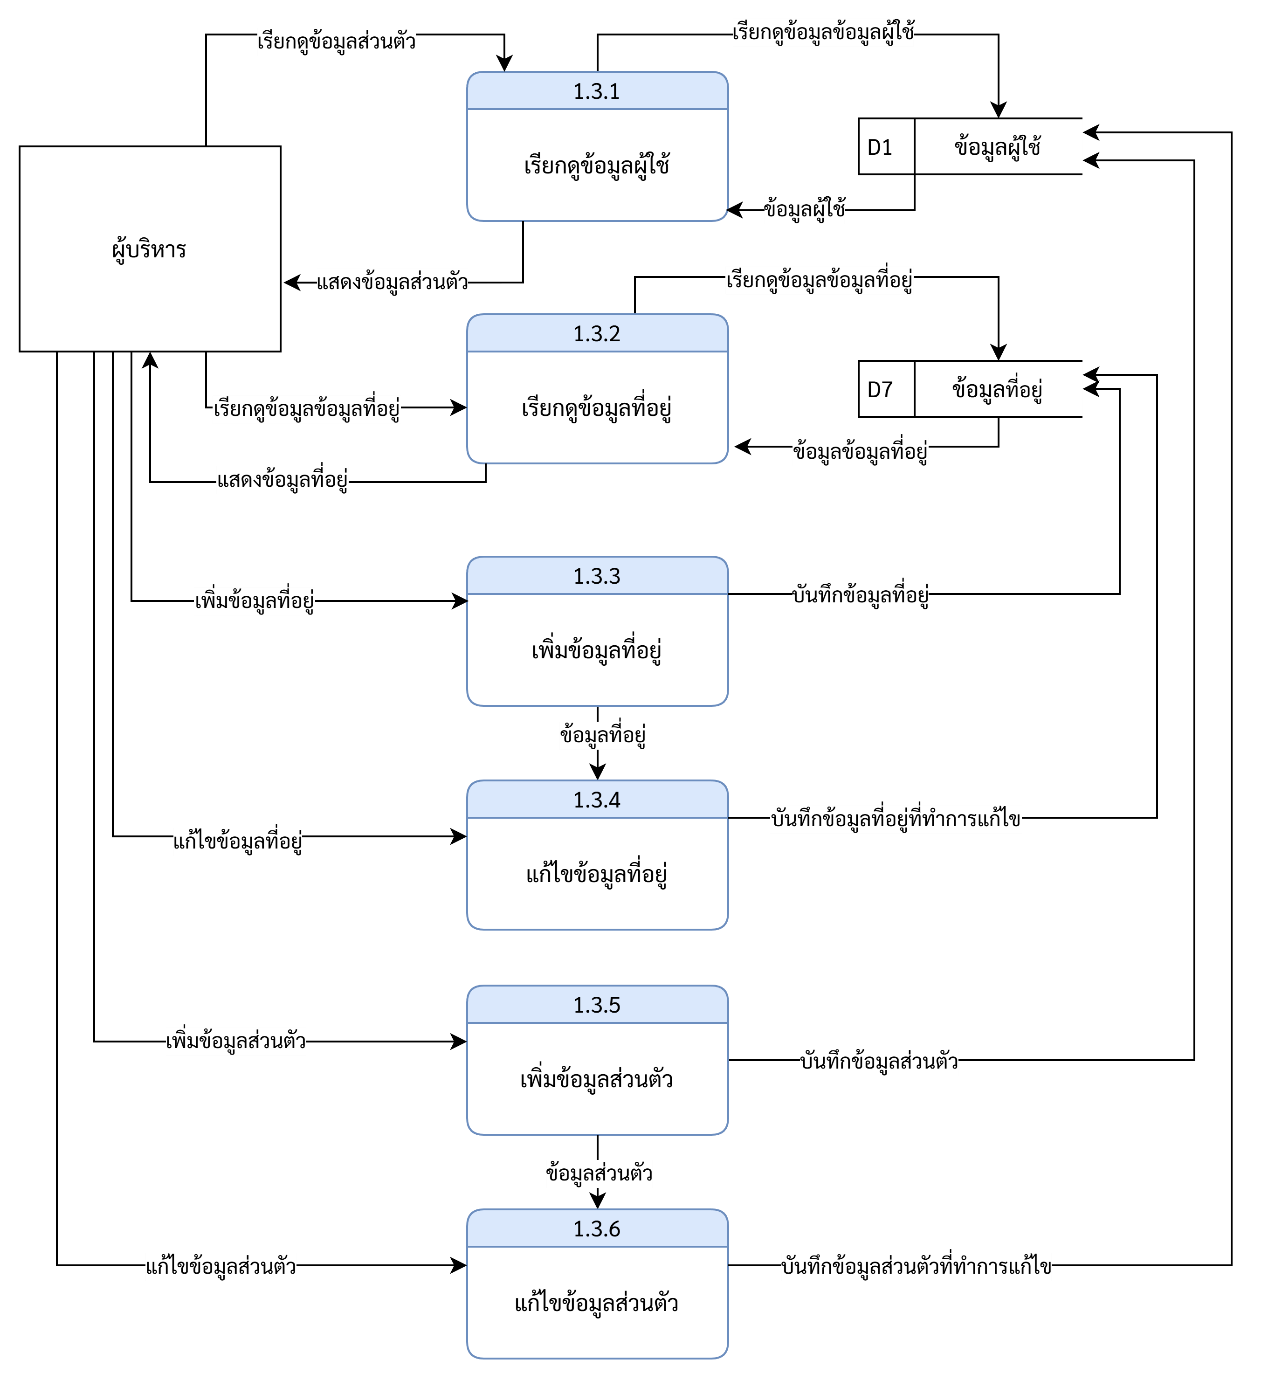 เรียกดูข้อมูลข้อมูลผู้ใช้
เรียกดูข้อมูลส่วนตัว
1.3.1
D1
ข้อมูลผู้ใช้
เรียกดูข้อมูลผู้ใช้
ข้อมูลผู้ใช้
ผู้บริหาร
แสดงข้อมูลส่วนตัว
เรียกดูข้อมูลข้อมูลที่อยู่
1.3.2
D7
ข้อมูลที่อยู่
เรียกดูข้อมูลข้อมูลที่อยู่
เรียกดูข้อมูลที่อยู่
ข้อมูลข้อมูลที่อยู่
แสดงข้อมูลที่อยู่
1.3.3
เพิ่มข้อมูลที่อยู่
บันทึกข้อมูลที่อยู่
เพิ่มข้อมูลที่อยู่
ข้อมูลที่อยู่
1.3.4
บันทึกข้อมูลที่อยู่ที่ทำการแก้ไข
แก้ไขข้อมูลที่อยู่
แก้ไขข้อมูลที่อยู่
1.3.5
เพิ่มข้อมูลส่วนตัว
บันทึกข้อมูลส่วนตัว
เพิ่มข้อมูลส่วนตัว
ข้อมูลส่วนตัว
1.3.6
แก้ไขข้อมูลส่วนตัว
บันทึกข้อมูลส่วนตัวที่ทำการแก้ไข
แก้ไขข้อมูลส่วนตัว